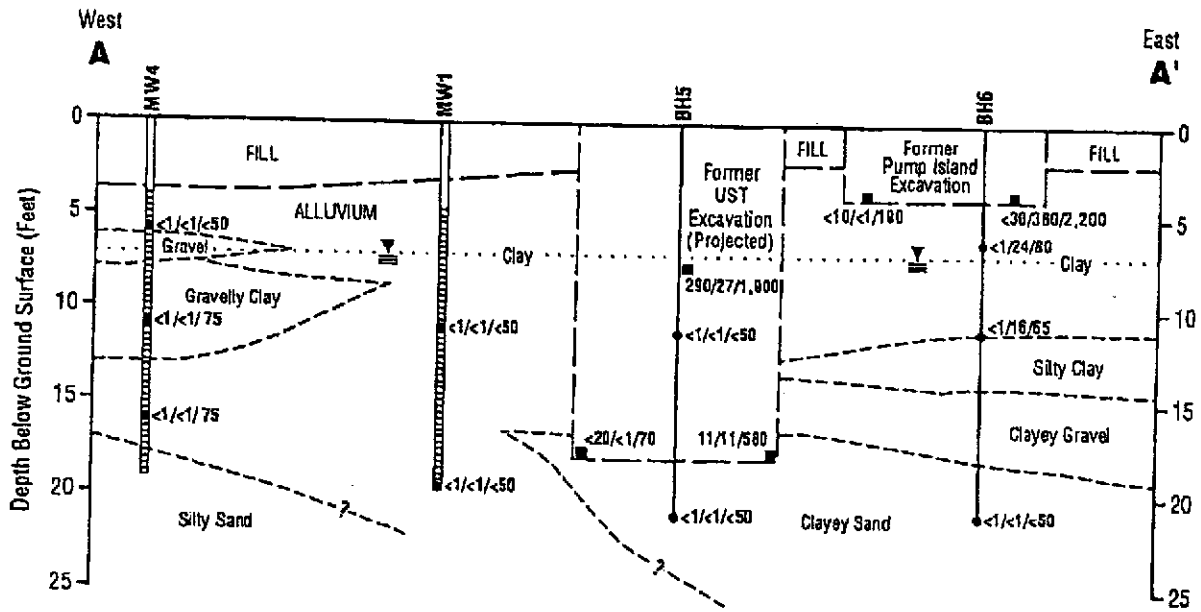 West
A
East
A'
MW4
MW1
BH5
BH6
0
5
10
15
20
25
Depth Below Ground Surface (Feet)
0
5
10
15
20
25
FILL
ALLUVIUM
<1/<1/<50
Gravel
Gravelly Clay
<1/<1/75
<1/<1/75
Silty Sand
?
<1/<1/<50
<1/<1/<50
Clay
Former
UST
Excavation
(Projected)
290/27/1,900
<1/<1/<50
<20/<1/70
11/11/580
<1/<1/<50
?
FILL
Former
Pump Island
Excavation
FILL
<10/<1/180
<30/360/2,200
<1/24/80
Clay
<1/16/65
Silty Clay
Clayey Gravel
Clayey Sand
<1/<1/<50